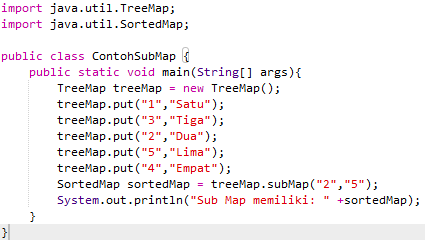 import java.util.TreeMap;
import java.util.SortedMap;
public class ContohSubMap {
public static void main(String[] args){
TreeMap treeMap = new TreeMap();
treeMap.put("1","Satu");
treeMap.put("3","Tiga");
treeMap.put("2","Dua");
treeMap.put("5","Lima");
treeMap.put("4","Empat");
SortedMap sortedMap = treeMap.subMap("2","5");
System.out.println("Sub Map memiliki: " +sortedMap);
}
}